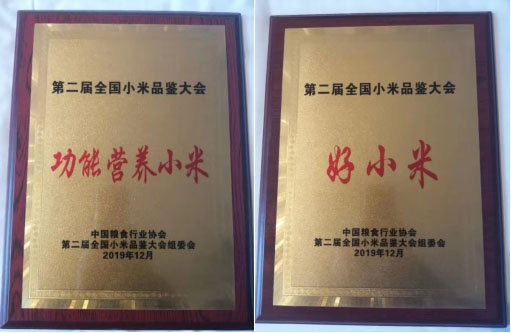 第二届全国小米品鉴大会
功能营养小米
中国粮食行业协会
第二届全国小米品鉴大会组委会
2019年12月
第二届全国小米品鉴大会
好小米
中国粮食行业协会
第二届全国小米品鉴大会组委会
2019年12月